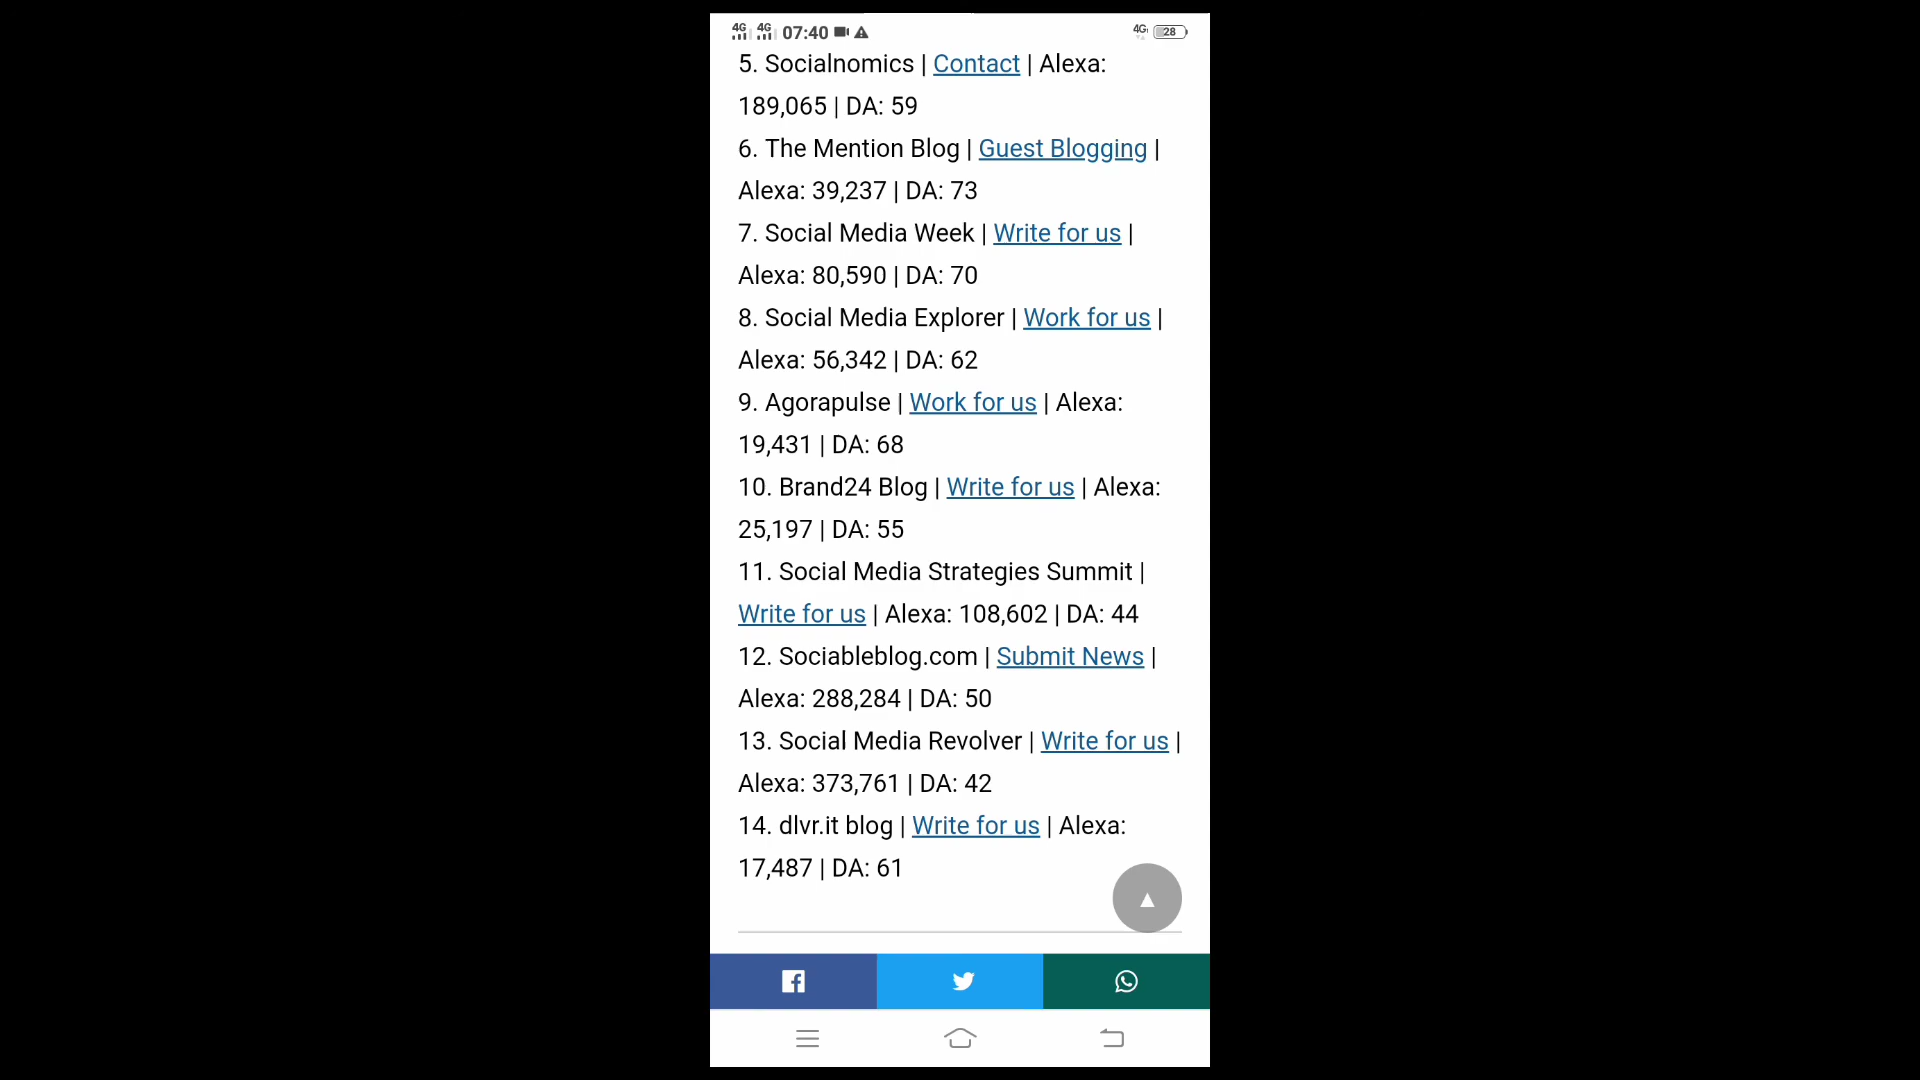 4G 4G 07:40 4G 28
5. Socialnomics | Contact | Alexa:
189,065 | DA: 59
6. The Mention Blog | Guest Blogging |
Alexa: 39,237 | DA: 73
7. Social Media Week | Write for us |
Alexa: 80,590 | DA: 70
8. Social Media Explorer | Work for us |
Alexa: 56,342 | DA: 62
9. Agorapulse | Work for us | Alexa:
19,431 | DA: 68
10. Brand24 Blog | Write for us | Alexa:
25,197 | DA: 55
11. Social Media Strategies Summit |
Write for us | Alexa: 108,602 | DA: 44
12. Sociableblog.com | Submit News |
Alexa: 288,284 | DA: 50
13. Social Media Revolver | Write for us |
Alexa: 373,761 | DA: 42
14. dlvr.it blog | Write for us | Alexa:
17,487 | DA: 61